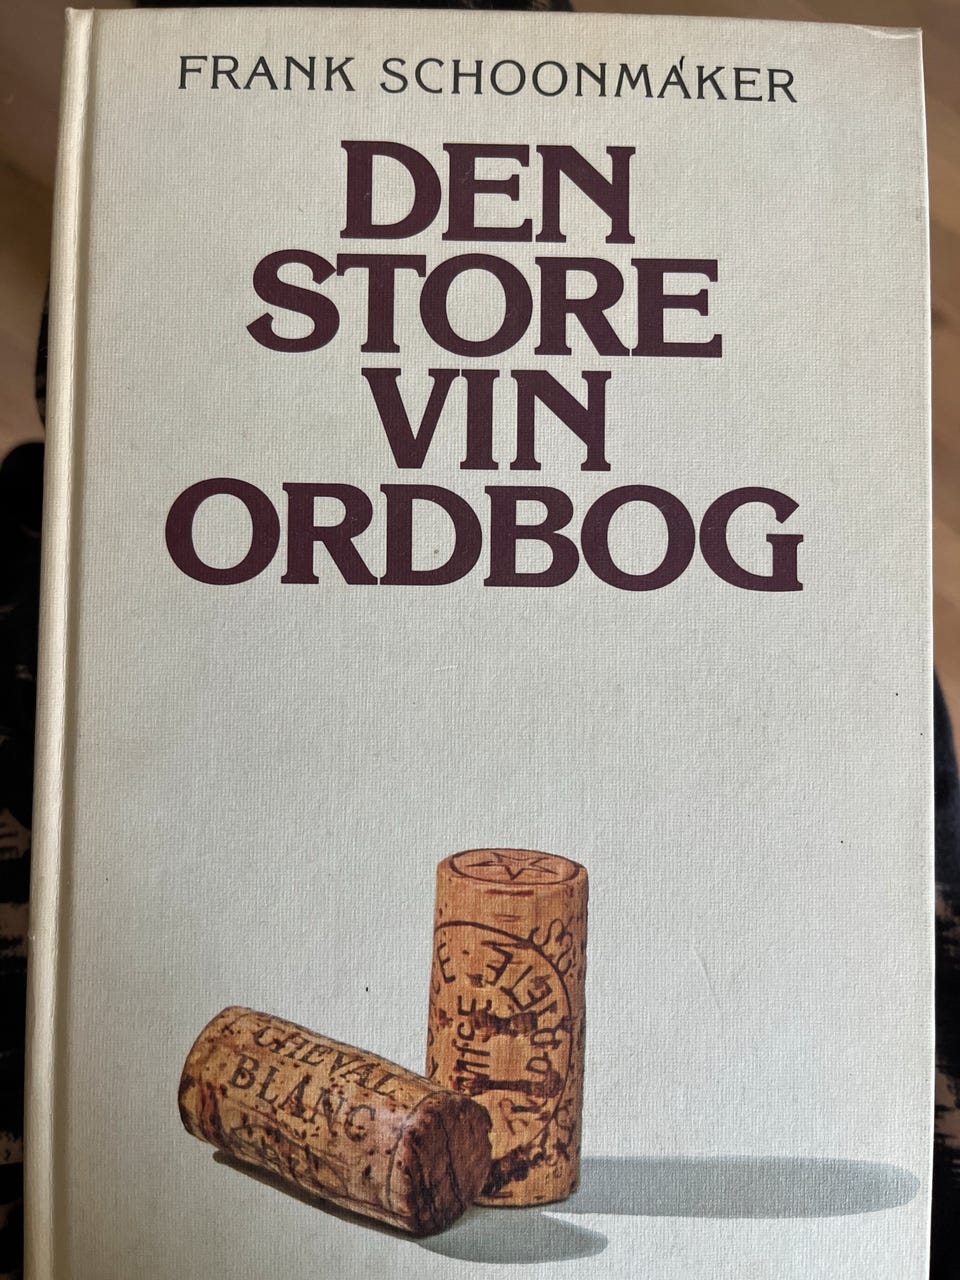 FRANK SCHOONMAKER
DEN
STORE
VIN
ORDBOG
CHEVAL
BLANC